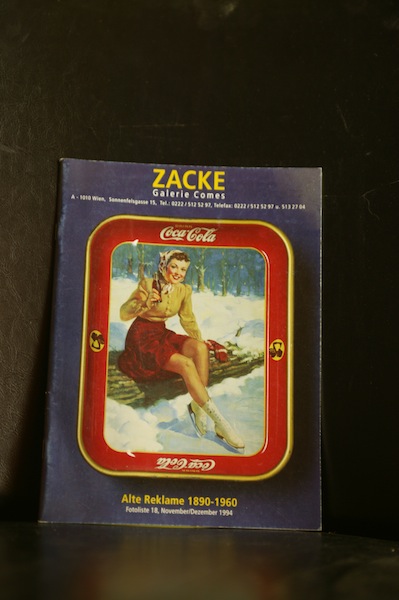 ZACKE
Galerie Comes
A - 1010 Wien, Sonnenfelsgasse 15, Tel.: 0222 / 512 52 97, Telefax: 0222 / 512 52 97 u. 513 27 04
Coca-Cola
Coca-Cola
Alte Reklame 1890-1960
Fotoliste 18, November/Dezember 1994